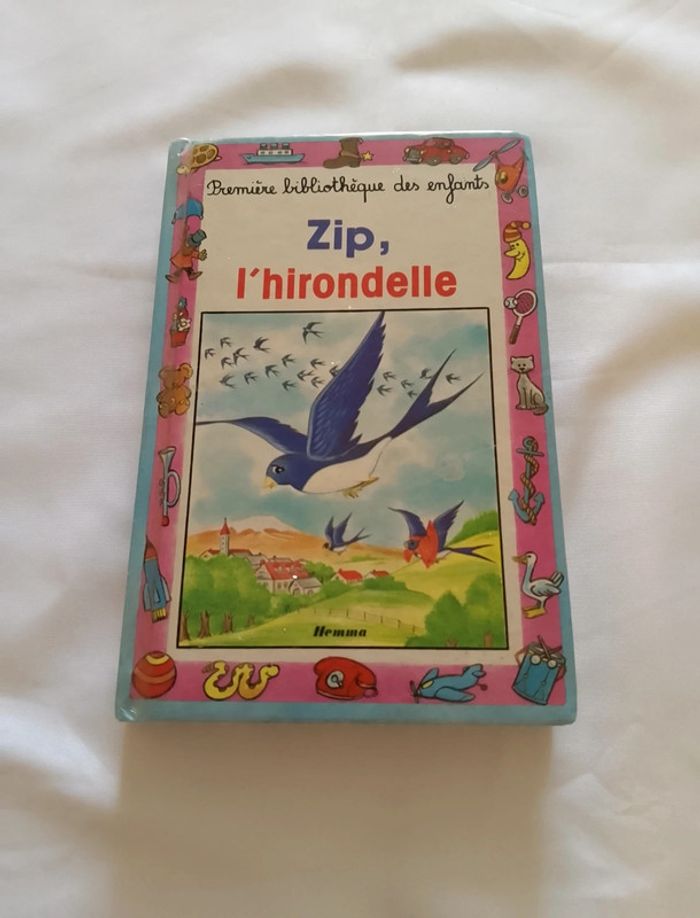 Première bibliothèque des enfants
Zip,
l'hirondelle
Hemma